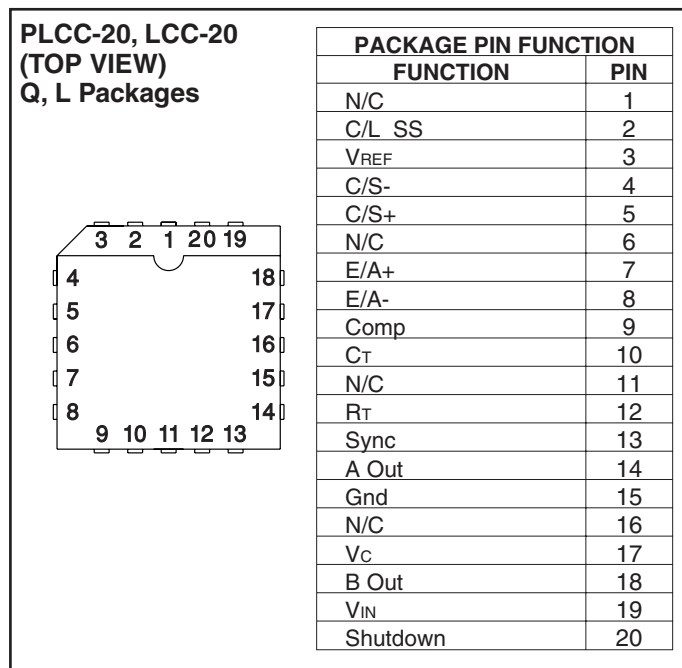 PLCC-20, LCC-20
(TOP VIEW)
Q, L Packages
3 2 1 20 19
4 18
5 17
6 16
7 15
8 14
9 10 11 12 13
PACKAGE PIN FUNCTION
FUNCTION PIN
N/C 1
C/L SS 2
VREF 3
C/S- 4
C/S+ 5
N/C 6
E/A+ 7
E/A- 8
Comp 9
CT 10
N/C 11
RT 12
Sync 13
A Out 14
Gnd 15
N/C 16
VC 17
B Out 18
VIN 19
Shutdown 20